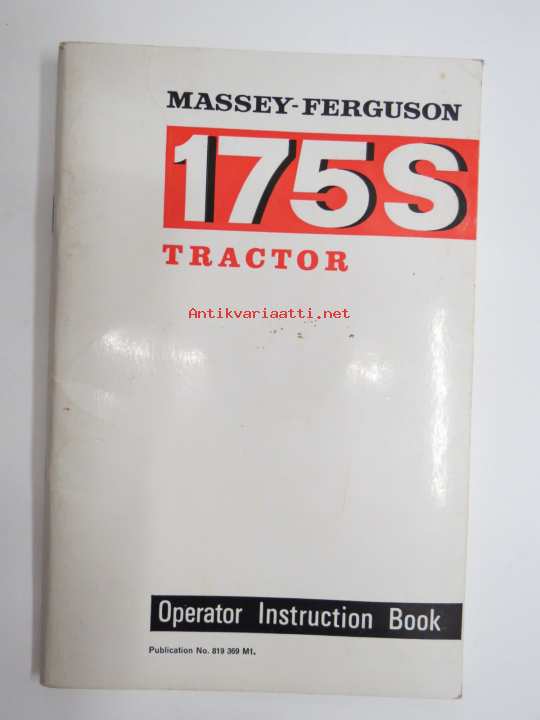 MASSEY-FERGUSON
175S
TRACTOR
Antikvariaatti.net
Operator Instruction Book
Publication No. 819 369 M1.